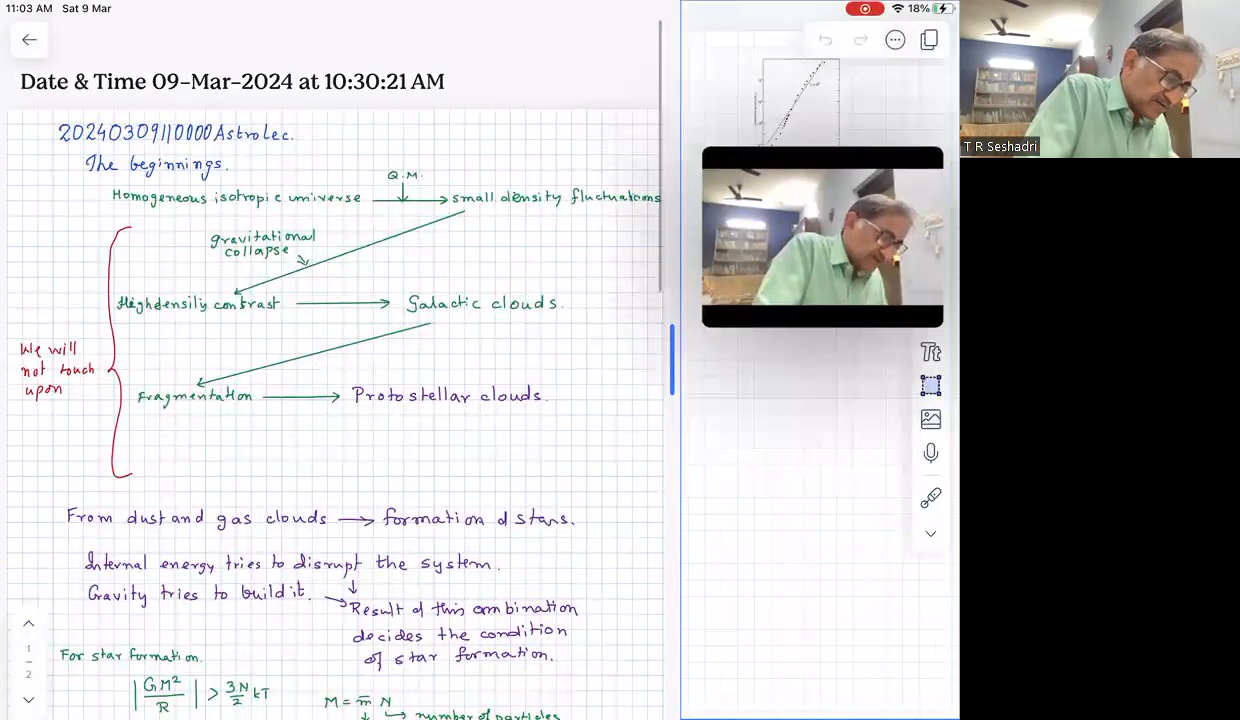 11:03 AM Sat 9 Mar
18%
Date & Time 09-Mar-2024 at 10:30:21 AM
20240309110000AstroLec.
The beginnings.
Q.M.
Homogeneous isotropic universe → small density fluctuations
gravitational
collapse
High density contrast → Galactic clouds.
We will
not touch
upon
Fragmentation → Protostellar clouds.
From dust and gas clouds → formation of stars.
Internal energy tries to disrupt the system.
Gravity tries to build it. → Result of this combination
decides the condition
of star formation.
For star formation.
|GM²/R| > 3N/2 kT
M = m̄ N
number of particles
1
2
Tt
T R Seshadri